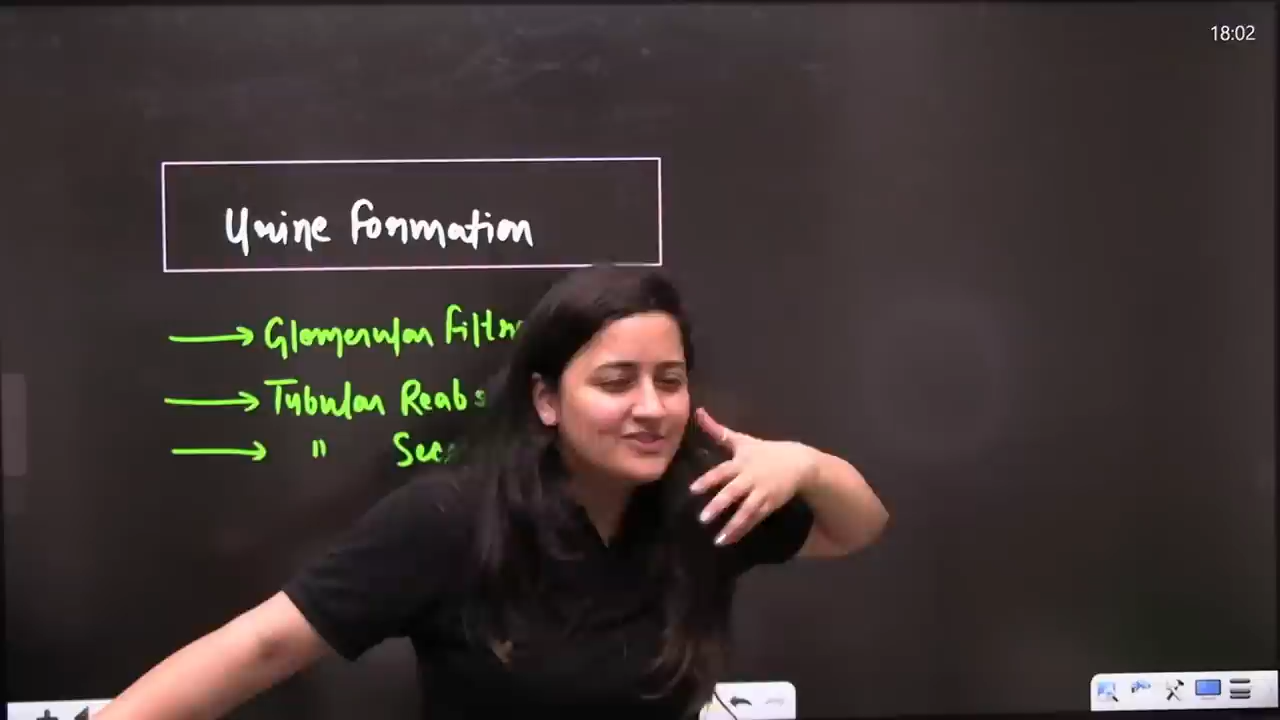 18:02
Urine Formation
→ Glomerular Filtr
→ Tubular Reabs
→ " Sec